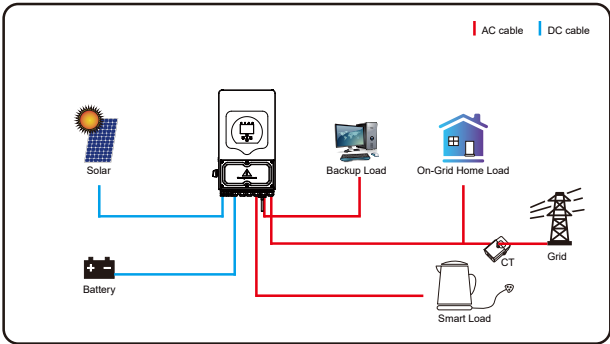 AC cable
DC cable
Solar
Backup Load
On-Grid Home Load
Battery
CT
Grid
Smart Load